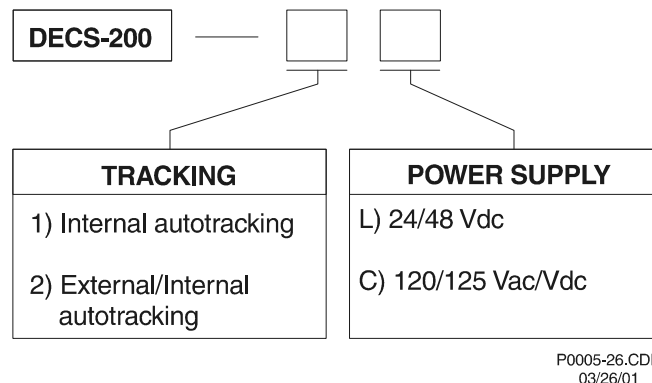 DECS-200
TRACKING
1) Internal autotracking
2) External/Internal
autotracking
POWER SUPPLY
L) 24/48 Vdc
C) 120/125 Vac/Vdc
P0005-26.CD
03/26/01